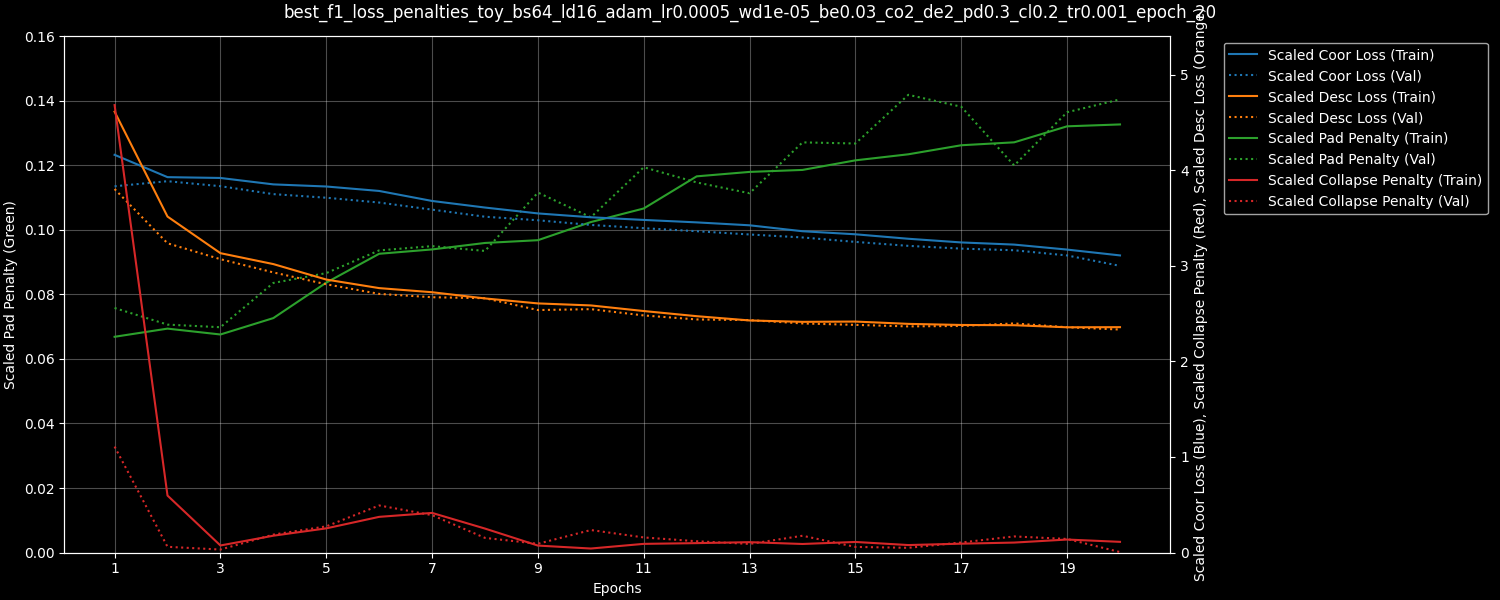 best_f1_loss_penalties_toy_bs64_ld16_adam_lr0.0005_wd1e-05_be0.03_co2_de2_pd0.3_cl0.2_tr0.001_epoch_20
Scaled Pad Penalty (Green)
0.16
0.14
0.12
0.10
0.08
0.06
0.04
0.02
0.00
1
3
5
7
9
11
13
15
17
19
Epochs
5
4
3
2
1
0
Scaled Coor Loss (Blue), Scaled Collapse Penalty (Red), Scaled Desc Loss (Orange)
Scaled Coor Loss (Train)
Scaled Coor Loss (Val)
Scaled Desc Loss (Train)
Scaled Desc Loss (Val)
Scaled Pad Penalty (Train)
Scaled Pad Penalty (Val)
Scaled Collapse Penalty (Train)
Scaled Collapse Penalty (Val)